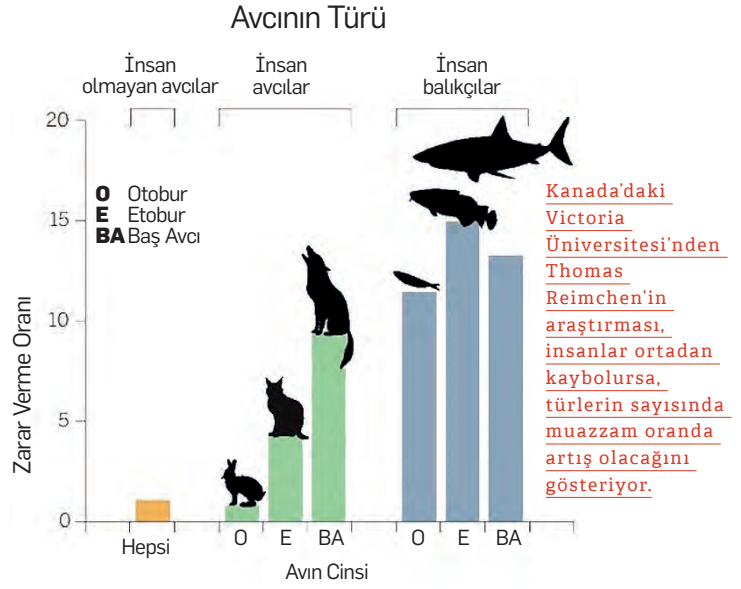 Avcının Türü
İnsan
olmayan avcılar
İnsan
avcılar
İnsan
balıkçılar
Zarar Verme Oranı
20
15
10
5
0
O Otobur
E Etobur
BA Baş Avcı
Hepsi
O E BA
O E BA
Avın Cinsi
Kanada'daki
Victoria
Üniversitesi'nden
Thomas
Reimchen'in
araştırması,
insanlar ortadan
kaybolursa,
türlerin sayısında
muazzam oranda
artış olacağını
gösteriyor.